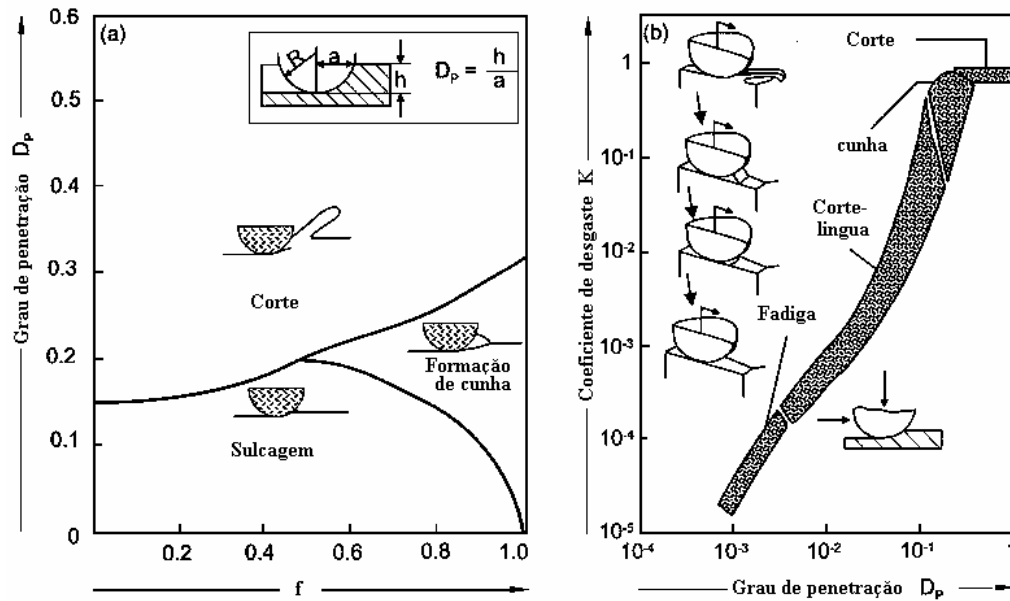 (a)
Grau de penetração D_P
0.6
0.5
0.4
0.3
0.2
0.1
0
R
a
h
D_P = h/a
Corte
Formação
de cunha
Sulcagem
0.2
0.4
0.6
0.8
1.0
f
(b)
Coeficiente de desgaste K
1
10⁻¹
10⁻²
10⁻³
10⁻⁴
10⁻⁵
Corte
cunha
Corte-
lingua
Fadiga
10⁻⁴
10⁻³
10⁻²
10⁻¹
1
Grau de penetração D_P